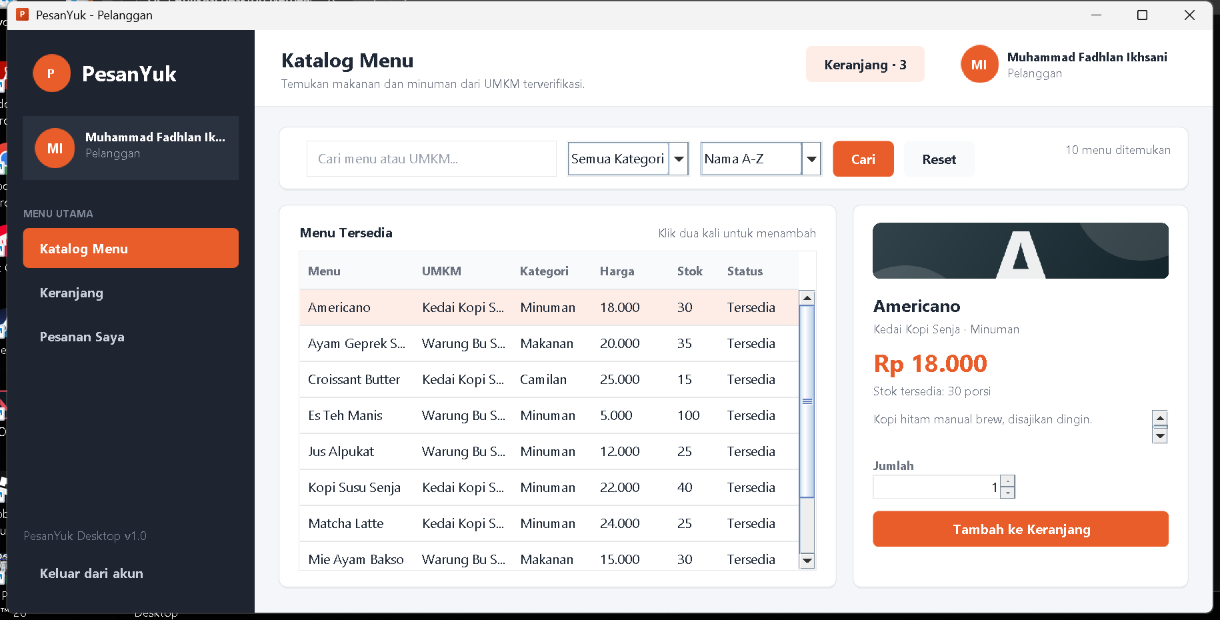 P PesanYuk - Pelanggan
P PesanYuk
MI Muhammad Fadhlan Ik...
Pelanggan
MENU UTAMA
Katalog Menu
Keranjang
Pesanan Saya
PesanYuk Desktop v1.0
Keluar dari akun
Katalog Menu
Temukan makanan dan minuman dari UMKM terverifikasi.
Keranjang · 3
MI Muhammad Fadhlan Ikhsani
Pelanggan
Cari menu atau UMKM... Semua Kategori Nama A-Z Cari Reset 10 menu ditemukan
Menu Tersedia Klik dua kali untuk menambah
Menu UMKM Kategori Harga Stok Status
Americano Kedai Kopi S... Minuman 18.000 30 Tersedia
Ayam Geprek S... Warung Bu S... Makanan 20.000 35 Tersedia
Croissant Butter Kedai Kopi S... Camilan 25.000 15 Tersedia
Es Teh Manis Warung Bu S... Minuman 5.000 100 Tersedia
Jus Alpukat Warung Bu S... Minuman 12.000 25 Tersedia
Kopi Susu Senja Kedai Kopi S... Minuman 22.000 40 Tersedia
Matcha Latte Kedai Kopi S... Minuman 24.000 25 Tersedia
Mie Ayam Bakso Warung Bu S... Makanan 15.000 30 Tersedia
A
Americano
Kedai Kopi Senja · Minuman
Rp 18.000
Stok tersedia: 30 porsi
Kopi hitam manual brew, disajikan dingin.
Jumlah
1
Tambah ke Keranjang